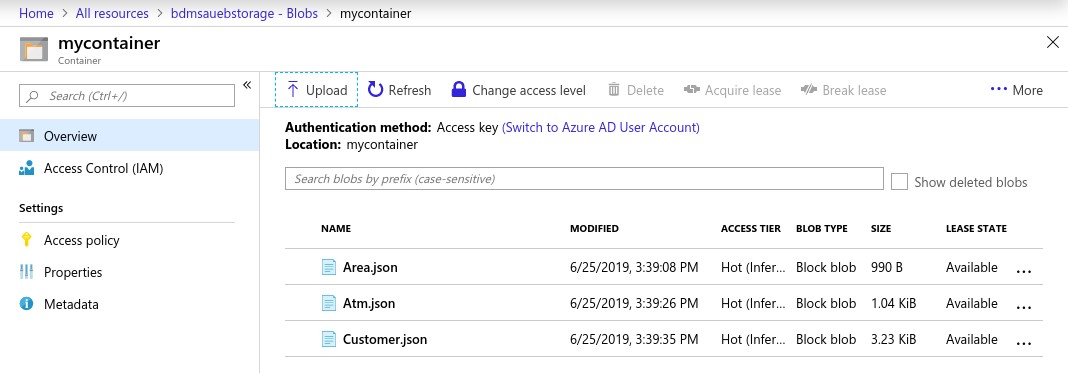 Home > All resources > bdmsauebstorage - Blobs > mycontainer
mycontainer
Container
Search (Ctrl+/)
«
Overview
Access Control (IAM)
Settings
Access policy
Properties
Metadata
Upload Refresh Change access level Delete Acquire lease Break lease ••• More
Authentication method: Access key (Switch to Azure AD User Account)
Location: mycontainer
Search blobs by prefix (case-sensitive) Show deleted blobs
NAME MODIFIED ACCESS TIER BLOB TYPE SIZE LEASE STATE
Area.json 6/25/2019, 3:39:08 PM Hot (Infer... Block blob 990 B Available ...
Atm.json 6/25/2019, 3:39:26 PM Hot (Infer... Block blob 1.04 KiB Available ...
Customer.json 6/25/2019, 3:39:35 PM Hot (Infer... Block blob 3.23 KiB Available ...